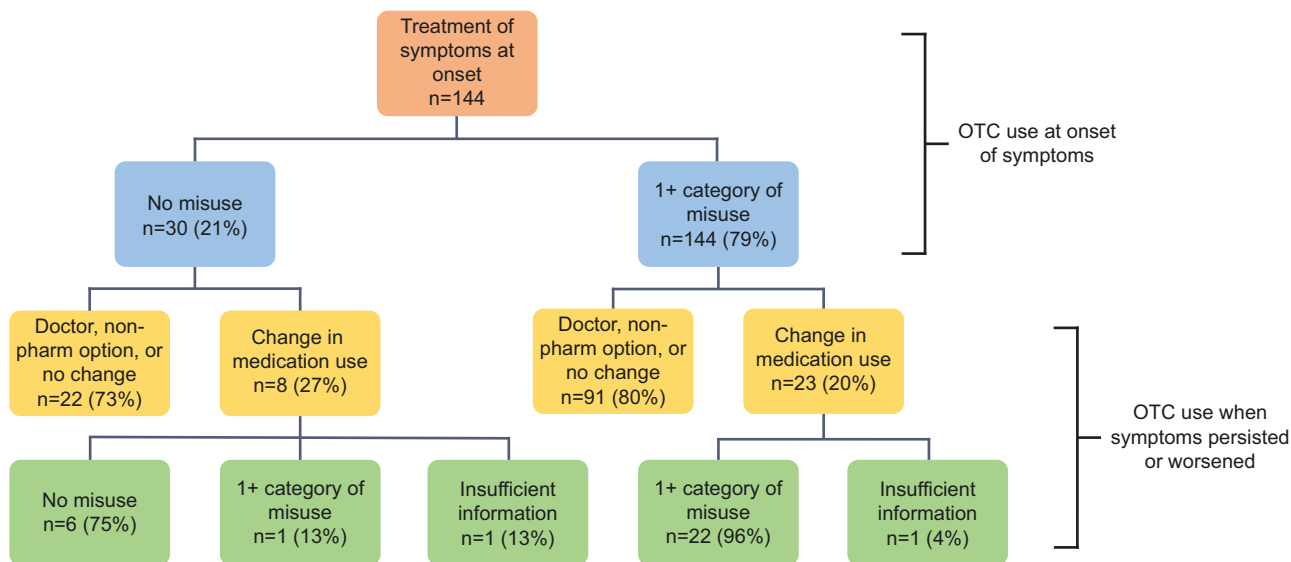 Treatment of
symptoms at
onset
n=144
OTC use at onset
of symptoms
No misuse
n=30 (21%)
1+ category of
misuse
n=144 (79%)
Doctor, non-
pharm option, or
no change
n=22 (73%)
Change in
medication use
n=8 (27%)
Doctor, non-
pharm option, or
no change
n=91 (80%)
Change in
medication use
n=23 (20%)
OTC use when
symptoms persisted
or worsened
No misuse
n=6 (75%)
1+ category of
misuse
n=1 (13%)
Insufficient
information
n=1 (13%)
1+ category of
misuse
n=22 (96%)
Insufficient
information
n=1 (4%)